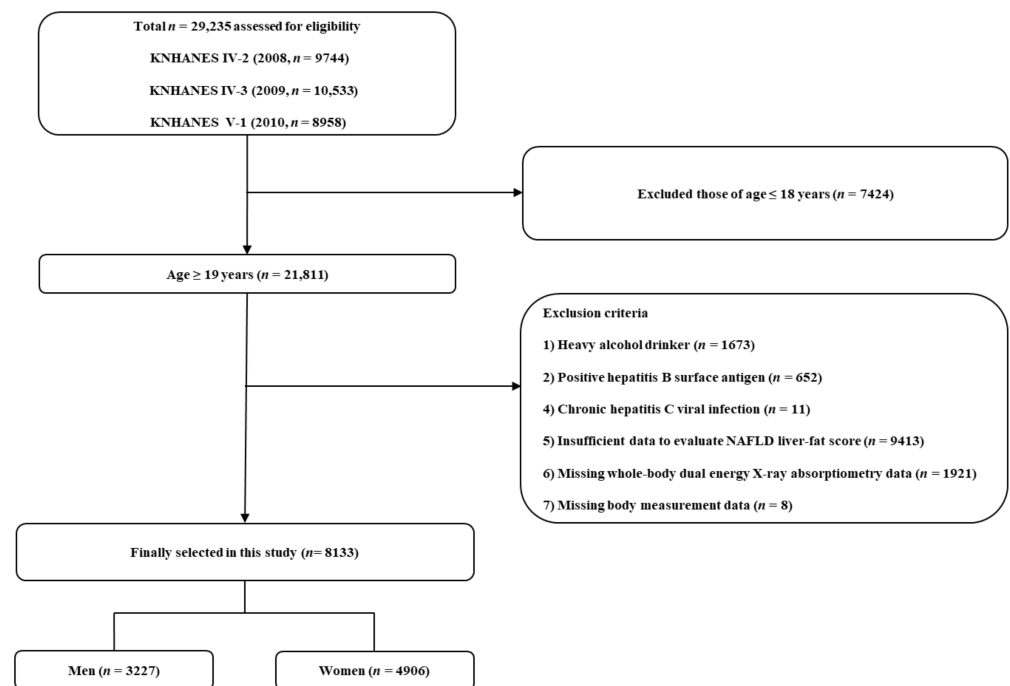 Total n = 29,235 assessed for eligibility
KNHANES IV-2 (2008, n = 9744)
KNHANES IV-3 (2009, n = 10,533)
KNHANES V-1 (2010, n = 8958)
Excluded those of age ≤ 18 years (n = 7424)
Age ≥ 19 years (n = 21,811)
Exclusion criteria
1) Heavy alcohol drinker (n = 1673)
2) Positive hepatitis B surface antigen (n = 652)
4) Chronic hepatitis C viral infection (n = 11)
5) Insufficient data to evaluate NAFLD liver-fat score (n = 9413)
6) Missing whole-body dual energy X-ray absorptiometry data (n = 1921)
7) Missing body measurement data (n = 8)
Finally selected in this study (n= 8133)
Men (n = 3227)
Women (n = 4906)